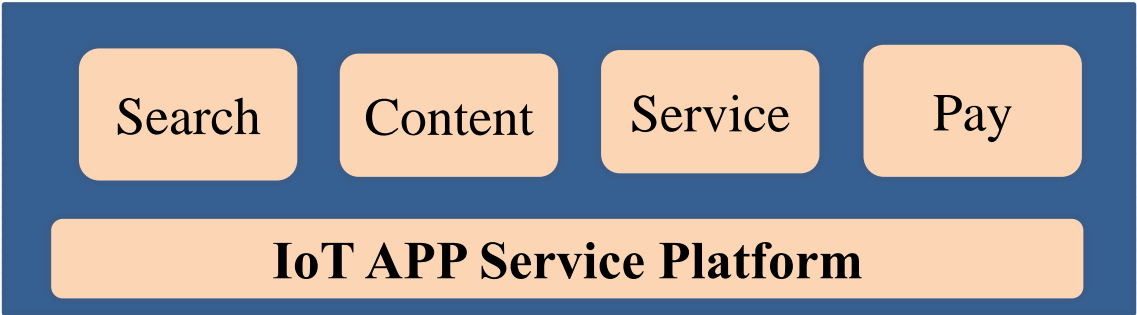 Search
Content
Service
Pay
IoT APP Service Platform